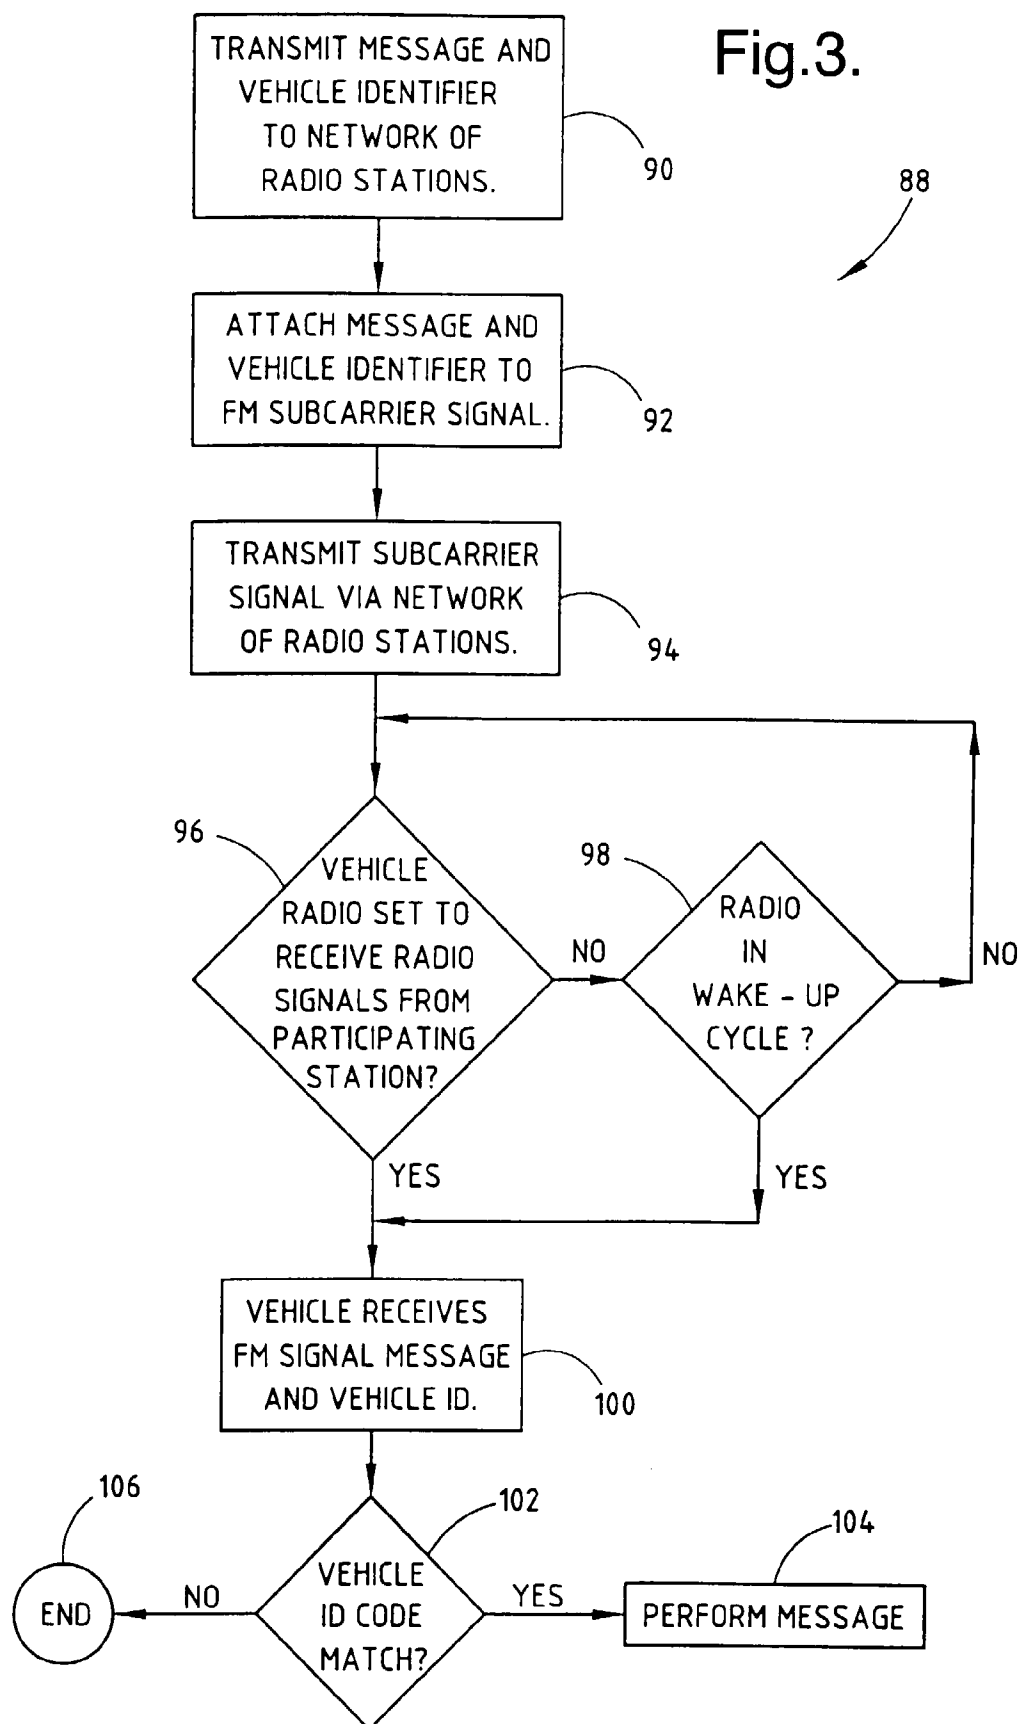 Fig.3.
TRANSMIT MESSAGE AND
VEHICLE IDENTIFIER
TO NETWORK OF
RADIO STATIONS.
90
88
ATTACH MESSAGE AND
VEHICLE IDENTIFIER TO
FM SUBCARRIER SIGNAL.
92
TRANSMIT SUBCARRIER
SIGNAL VIA NETWORK
OF RADIO STATIONS.
94
96
VEHICLE
RADIO SET TO
RECEIVE RADIO
SIGNALS FROM
PARTICIPATING
STATION?
NO
98
RADIO
IN
WAKE - UP
CYCLE ?
NO
YES
YES
VEHICLE RECEIVES
FM SIGNAL MESSAGE
AND VEHICLE ID.
100
102
VEHICLE
ID CODE
MATCH?
NO
106
END
YES
104
PERFORM MESSAGE